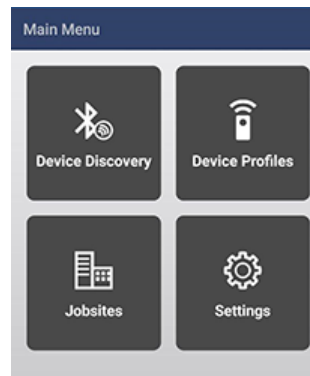 Main Menu
Device Discovery
Device Profiles
Jobsites
Settings